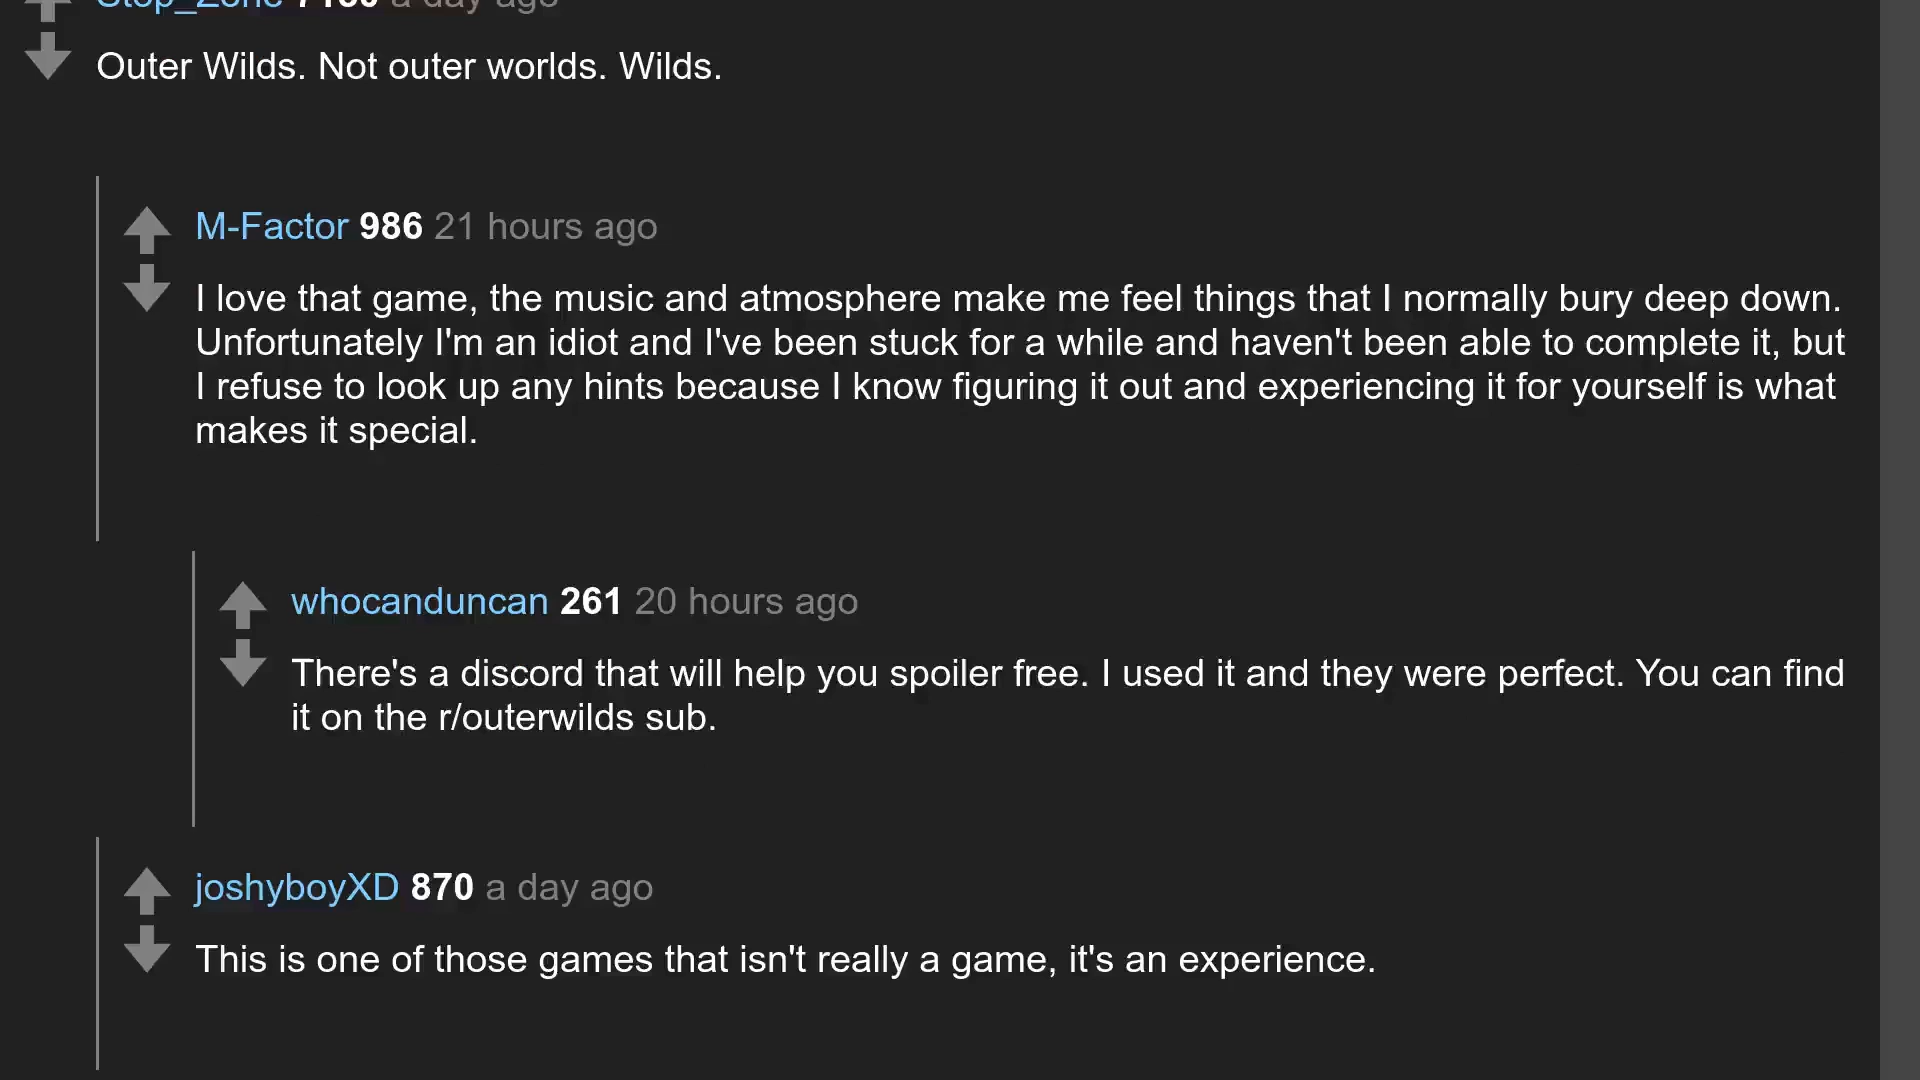 Stop_Zone 7180 a day ago
Outer Wilds. Not outer worlds. Wilds.
M-Factor 986 21 hours ago
I love that game, the music and atmosphere make me feel things that I normally bury deep down.
Unfortunately I'm an idiot and I've been stuck for a while and haven't been able to complete it, but
I refuse to look up any hints because I know figuring it out and experiencing it for yourself is what
makes it special.
whocanduncan 261 20 hours ago
There's a discord that will help you spoiler free. I used it and they were perfect. You can find
it on the r/outerwilds sub.
joshyboyXD 870 a day ago
This is one of those games that isn't really a game, it's an experience.